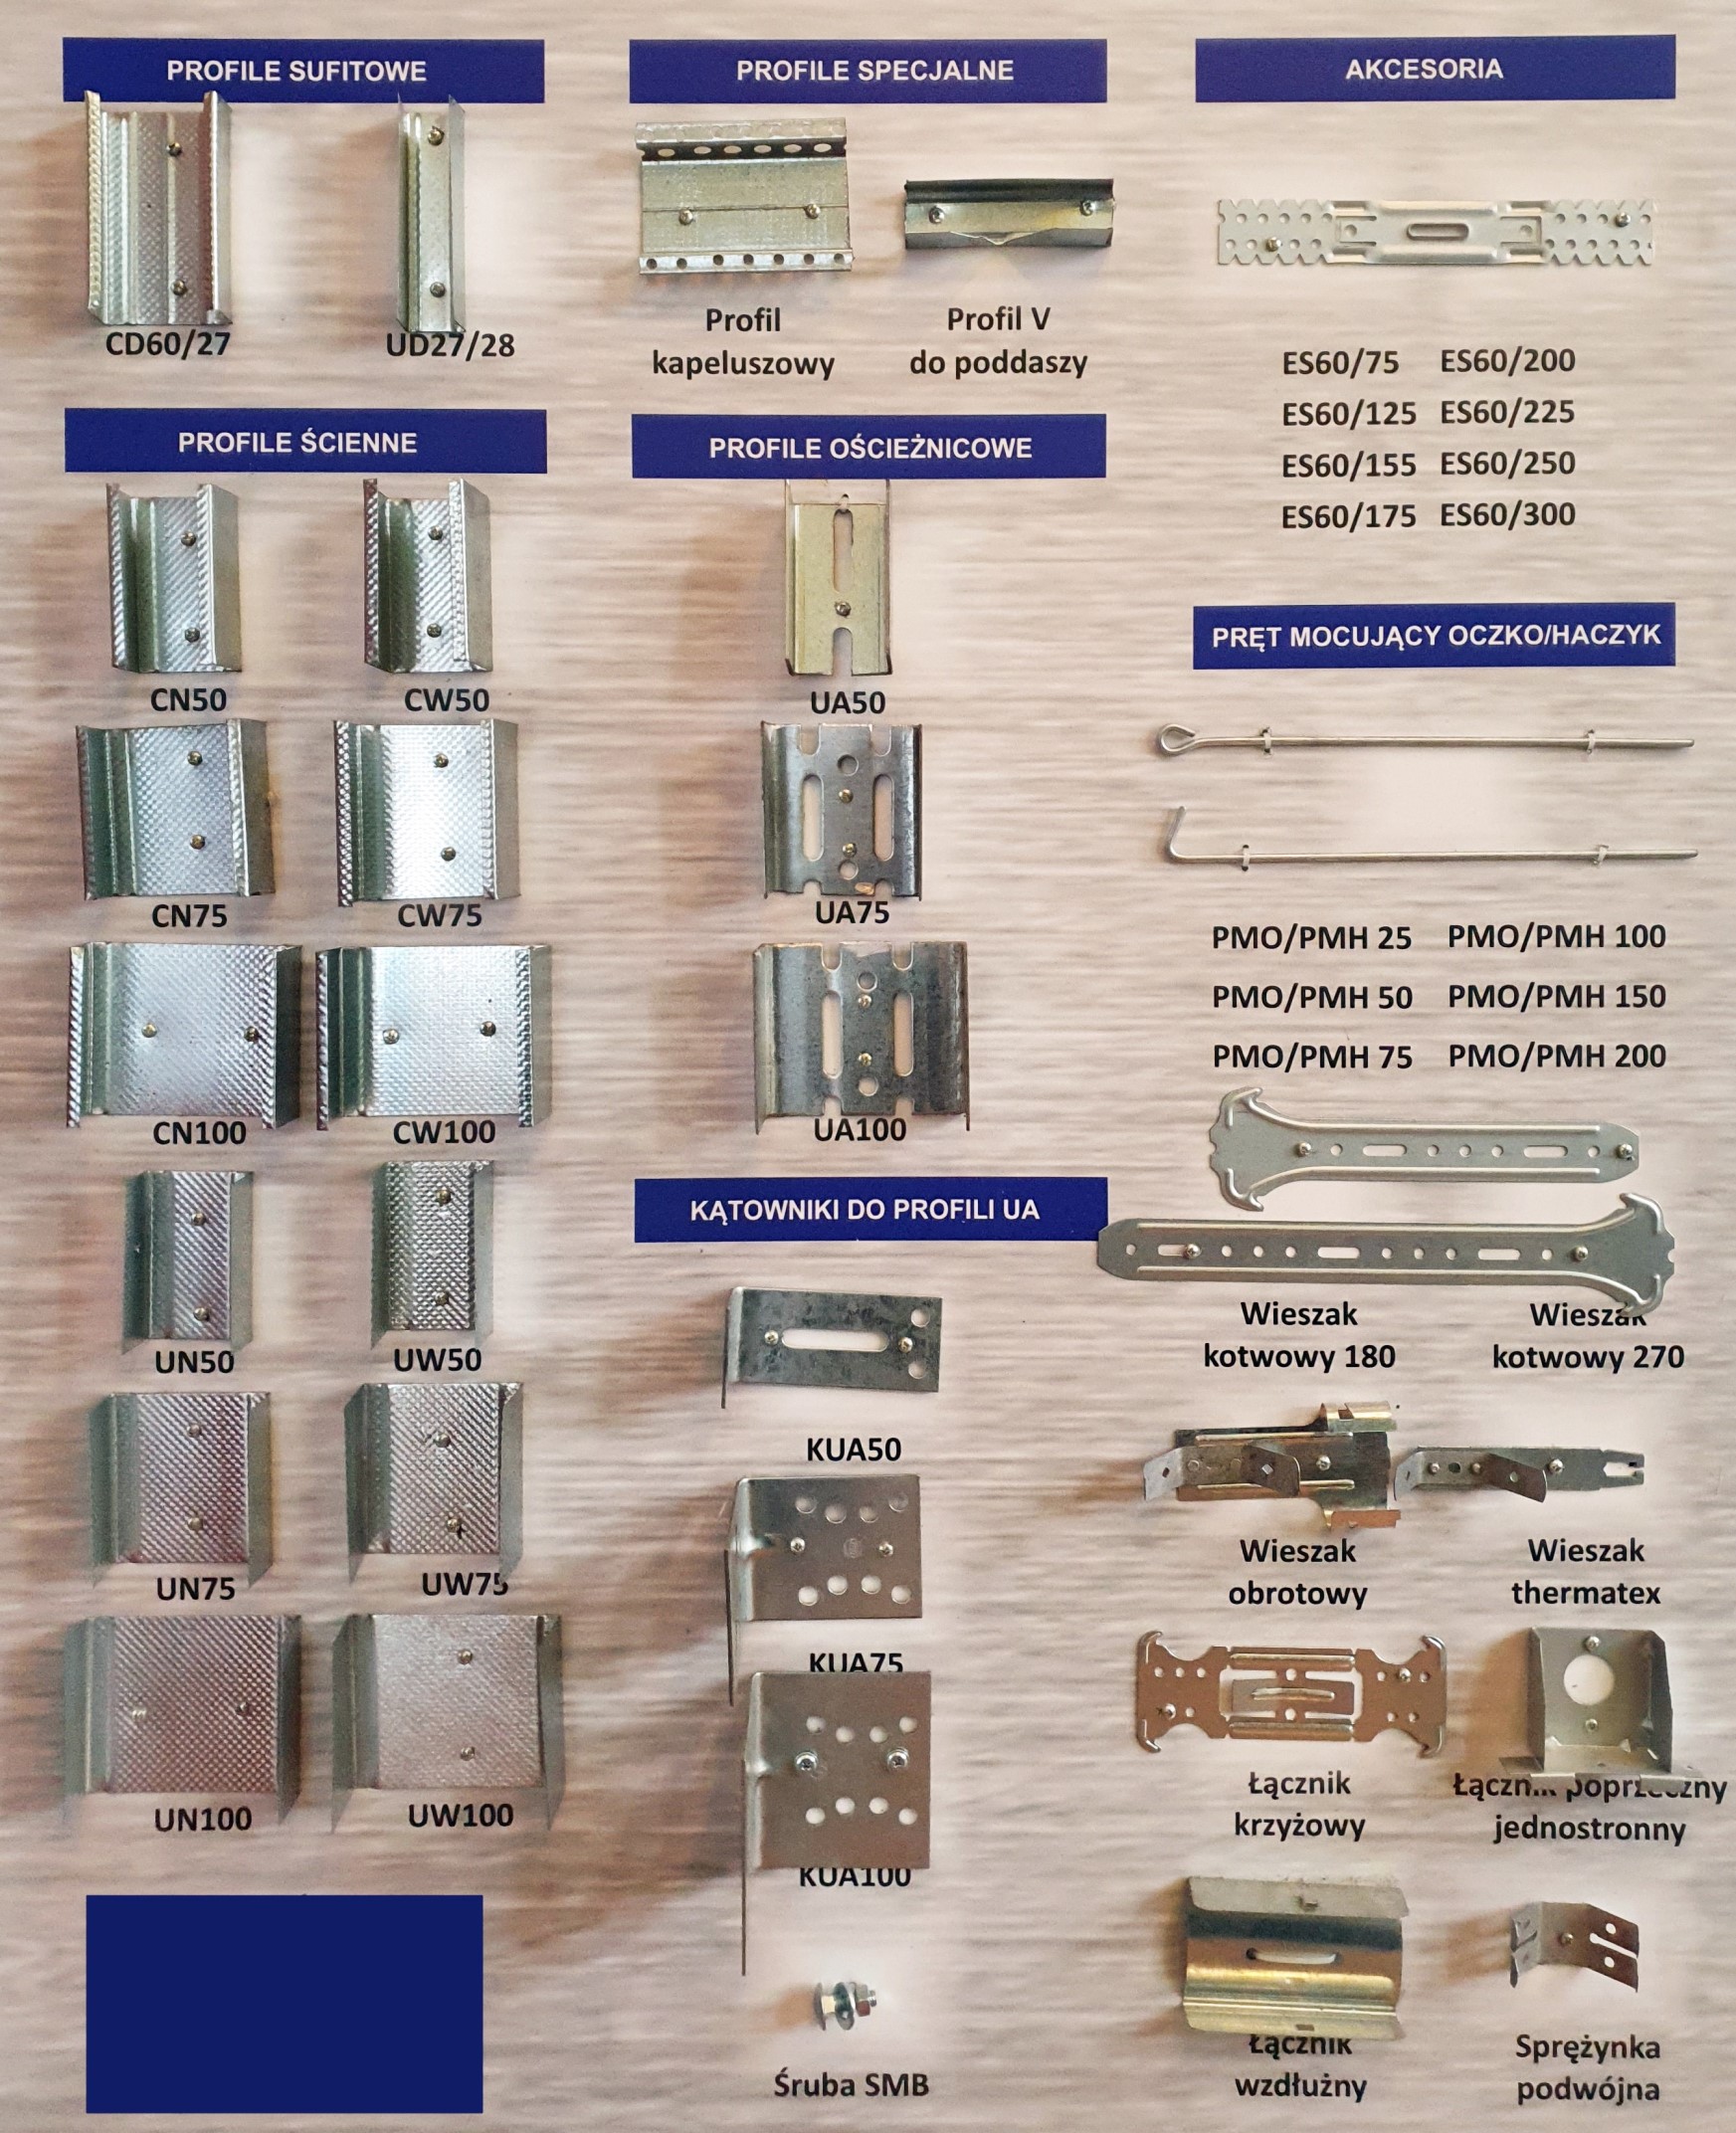 PROFILE SUFITOWE
CD60/27 UD27/28
PROFILE ŚCIENNE
CN50 CW50
CN75 CW75
CN100 CW100
UN50 UW50
UN75 UW75
UN100 UW100
PROFILE SPECJALNE
Profil
kapeluszowy
Profil V
do poddaszy
PROFILE OŚCIEŻNICOWE
UA50
UA75
UA100
KĄTOWNIKI DO PROFILI UA
KUA50
KUA75
KUA100
Śruba SMB
AKCESORIA
ES60/75 ES60/200
ES60/125 ES60/225
ES60/155 ES60/250
ES60/175 ES60/300
PRĘT MOCUJĄCY OCZKO/HACZYK
PMO/PMH 25 PMO/PMH 100
PMO/PMH 50 PMO/PMH 150
PMO/PMH 75 PMO/PMH 200
Wieszak
kotwowy 180
Wieszak
kotwowy 270
Wieszak
obrotowy
Wieszak
thermatex
Łącznik
krzyżowy
Łącznik poprzeczny
jednostronny
Łącznik
wzdłużny
Sprężynka
podwójna